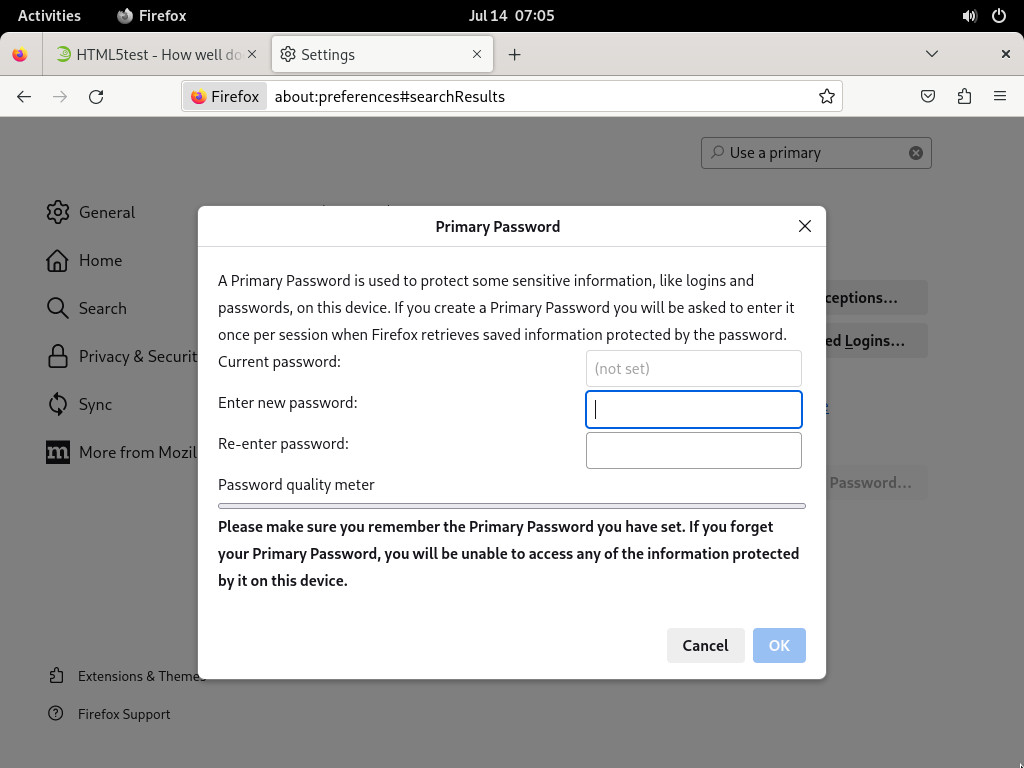 Activities
Firefox
Jul 14 07:05
HTML5test - How well do
Settings
Firefox
about:preferences#searchResults
Use a primary
General
Home
Search
Privacy & Securit
Sync
More from Mozil
Extensions & Themes
Firefox Support
ceptions…
ed Logins…
Password…
Primary Password
A Primary Password is used to protect some sensitive information, like logins and
passwords, on this device. If you create a Primary Password you will be asked to enter it
once per session when Firefox retrieves saved information protected by the password.
Current password:
(not set)
Enter new password:
Re-enter password:
Password quality meter
Please make sure you remember the Primary Password you have set. If you forget
your Primary Password, you will be unable to access any of the information protected
by it on this device.
Cancel
OK